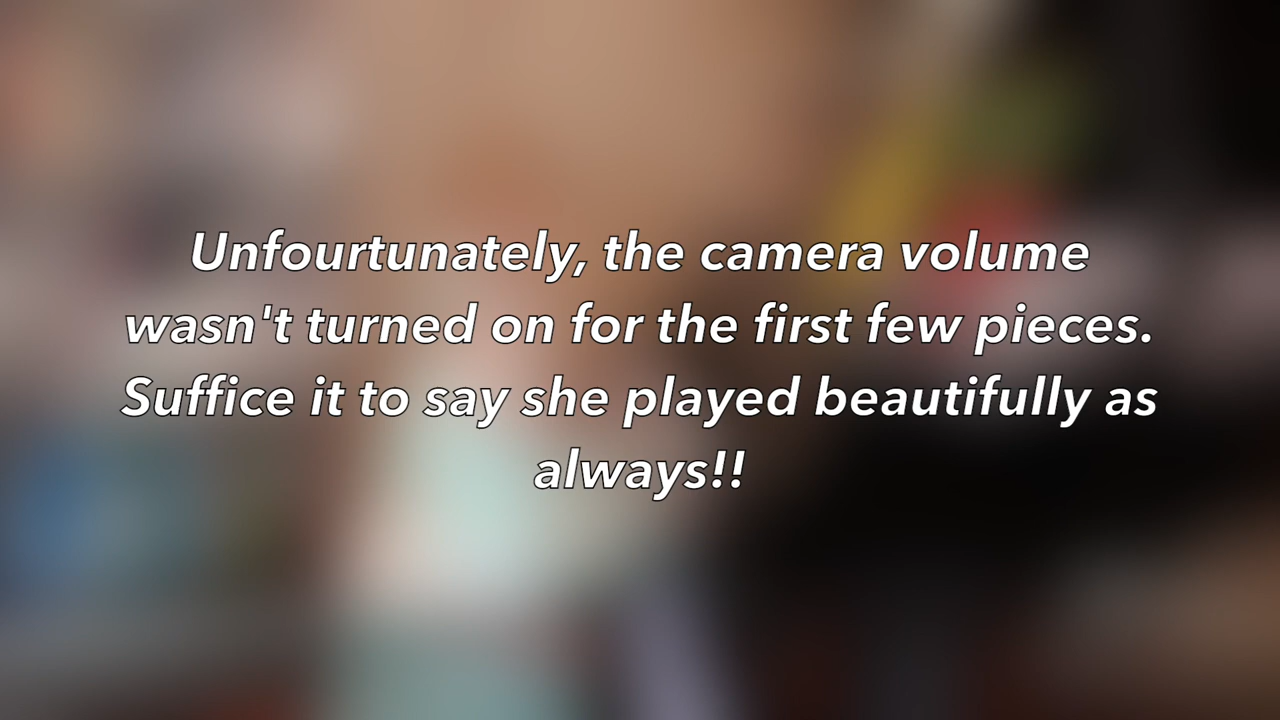 Unfourtunately, the camera volume
wasn't turned on for the first few pieces.
Suffice it to say she played beautifully as
always!!